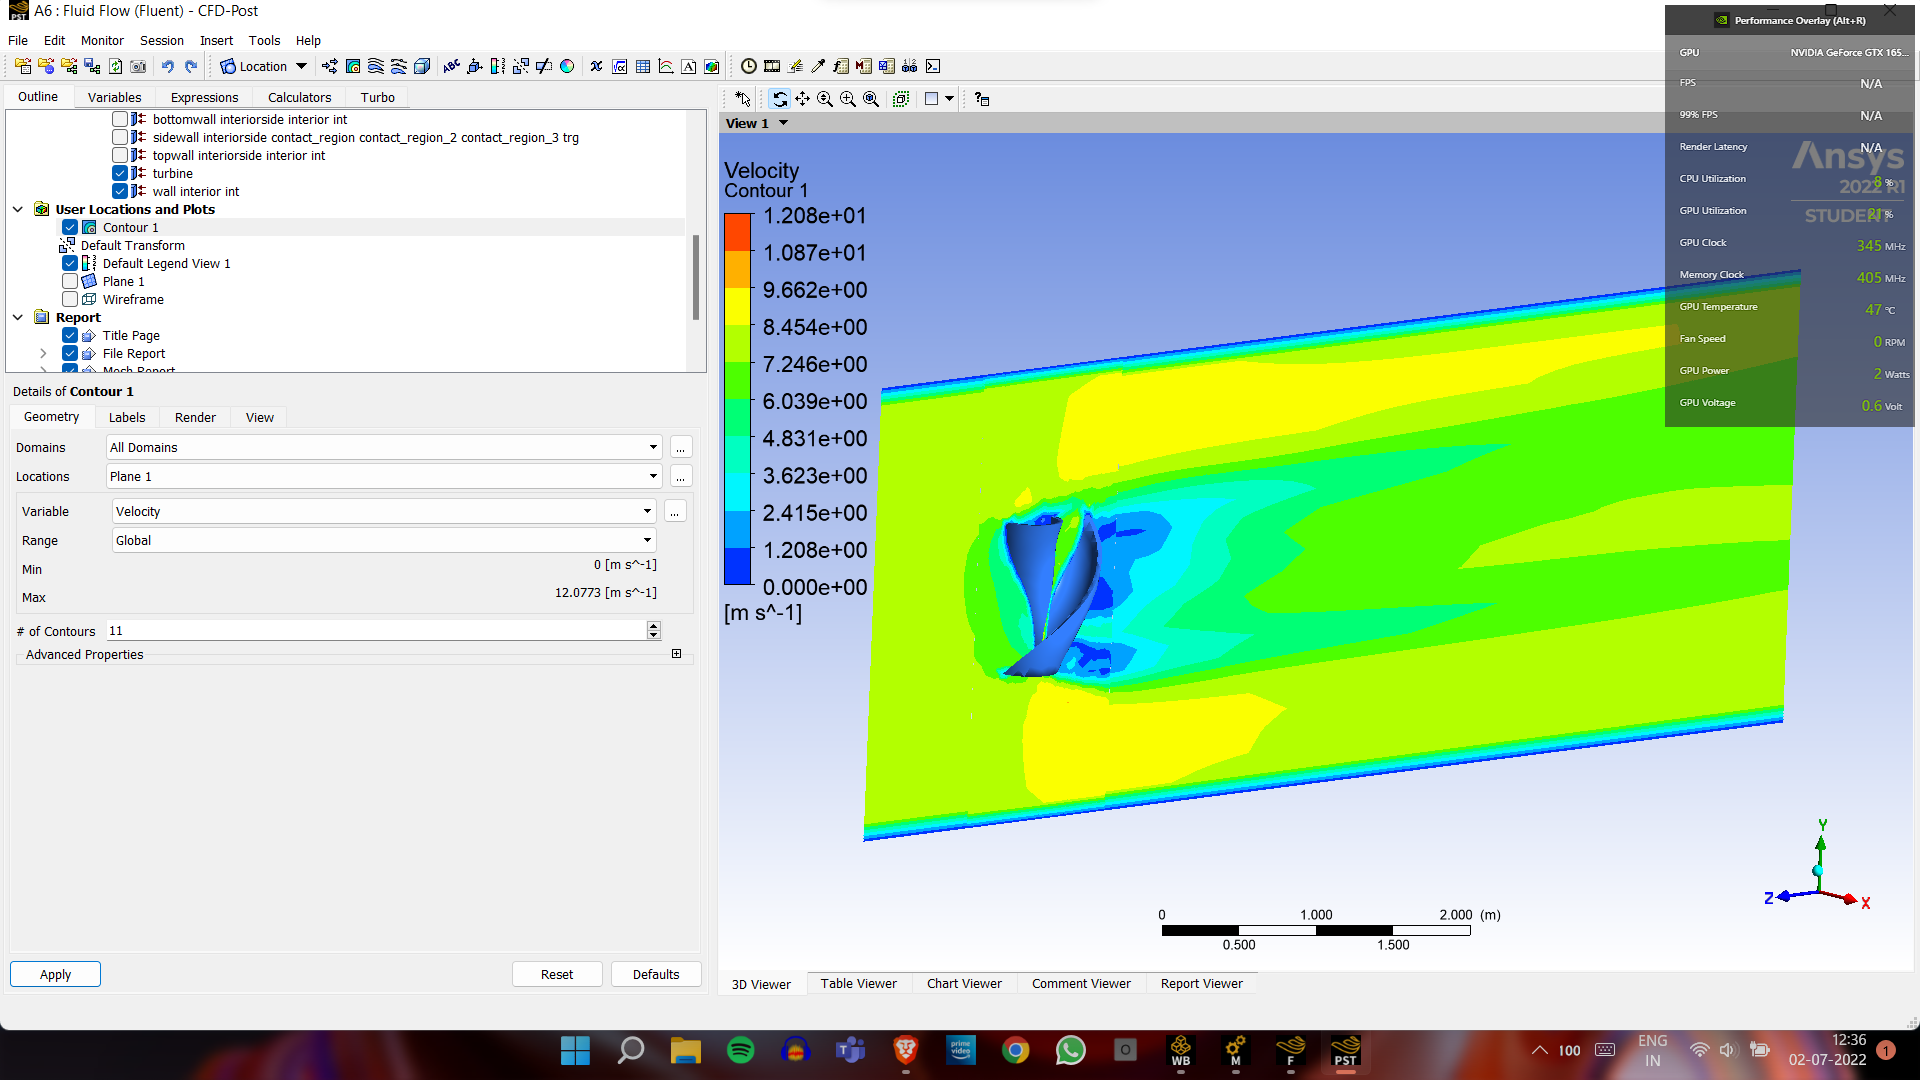 A6 : Fluid Flow (Fluent) - CFD-Post
File Edit Monitor Session Insert Tools Help
Location
Outline Variables Expressions Calculators Turbo
bottomwall interiorside interior int
sidewall interiorside contact_region contact_region_2 contact_region_3 trg
topwall interiorside interior int
turbine
wall interior int
User Locations and Plots
Contour 1
Default Transform
Default Legend View 1
Plane 1
Wireframe
Report
Title Page
File Report
Mesh Report
Details of Contour 1
Geometry Labels Render View
Domains All Domains ...
Locations Plane 1 ...
Variable Velocity ...
Range Global
Min 0 [m s^-1]
Max 12.0773 [m s^-1]
# of Contours 11
Advanced Properties
Apply Reset Defaults
View 1
Velocity
Contour 1
1.208e+01
1.087e+01
9.662e+00
8.454e+00
7.246e+00
6.039e+00
4.831e+00
3.623e+00
2.415e+00
1.208e+00
0.000e+00
[m s^-1]
Performance Overlay (Alt+R)
GPU NVIDIA GeForce GTX 165...
FPS N/A
99% FPS N/A
Render Latency N/A
CPU Utilization 8 %
GPU Utilization 21 %
GPU Clock 345 MHz
Memory Clock 405 MHz
GPU Temperature 47 °C
Fan Speed 0 RPM
GPU Power 2 Watts
GPU Voltage 0.6 Volt
Ansys
2022 R1
STUDENT
Y
Z
X
0 1.000 2.000 (m)
0.500 1.500
3D Viewer Table Viewer Chart Viewer Comment Viewer Report Viewer
prime video
WB
M
F
PST
100
ENG
IN
12:36
02-07-2022
1